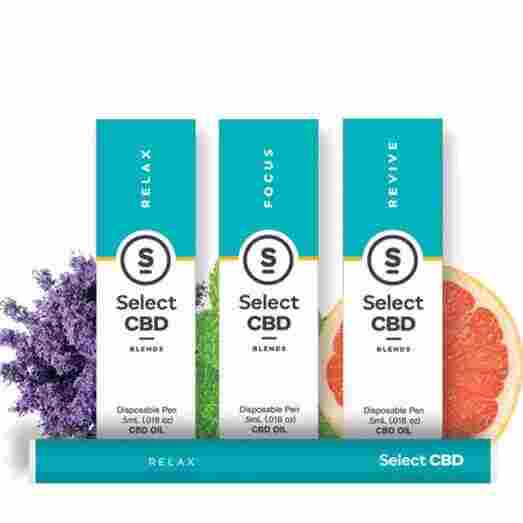 RELAX
S
Select
CBD
BLENDS
Disposable Pen
.5mL (.018 oz)
CBD OIL
FOCUS
S
Select
CBD
BLENDS
Disposable Pen
.5mL (.018 oz)
CBD OIL
REVIVE
S
Select
CBD
BLENDS
Disposable Pen
.5mL (.018 oz)
CBD OIL
RELAX
Select CBD